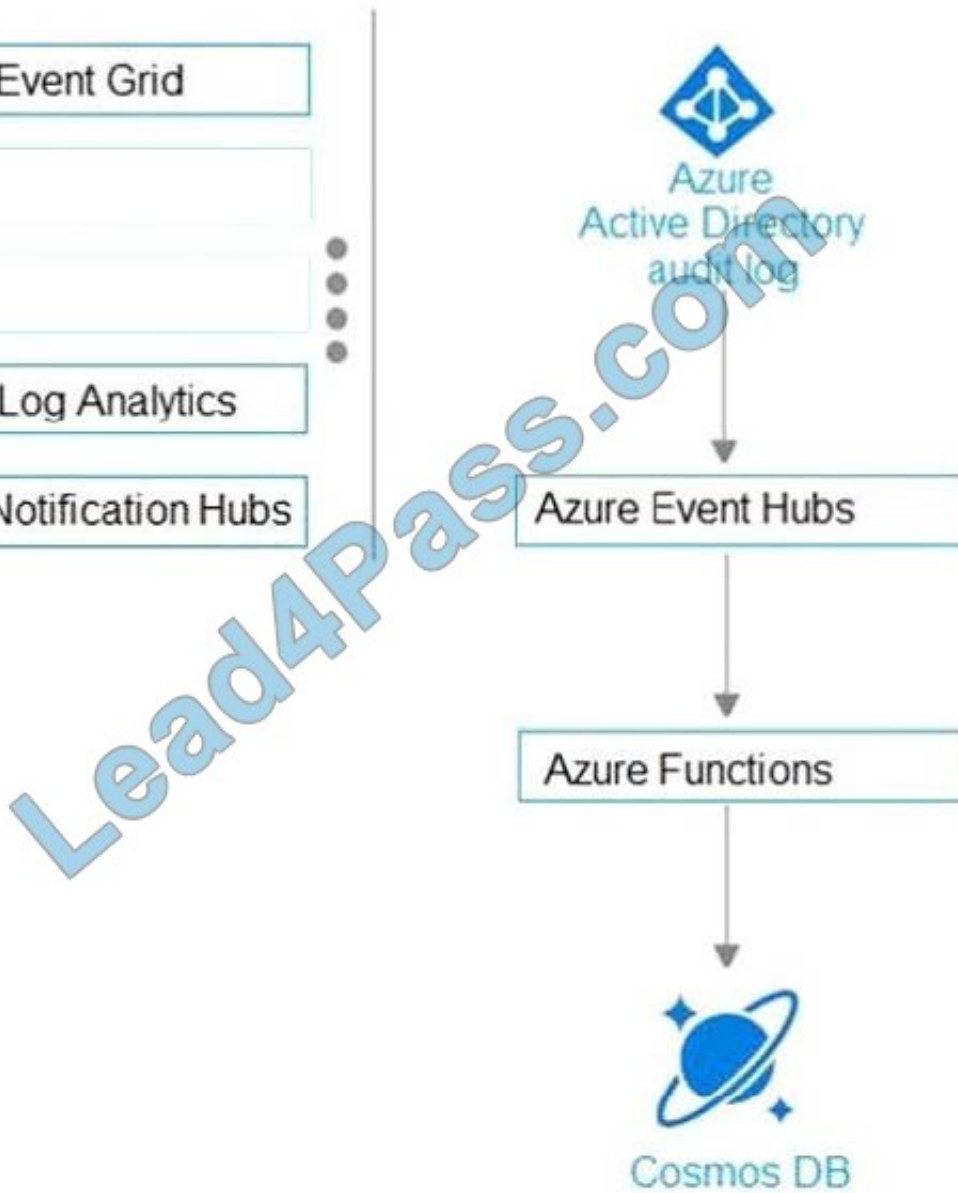 Event Grid
Log Analytics
Notification Hubs
Azure
Active Directory
audit log
Azure Event Hubs
Azure Functions
Cosmos DB
Lead4Pass.com